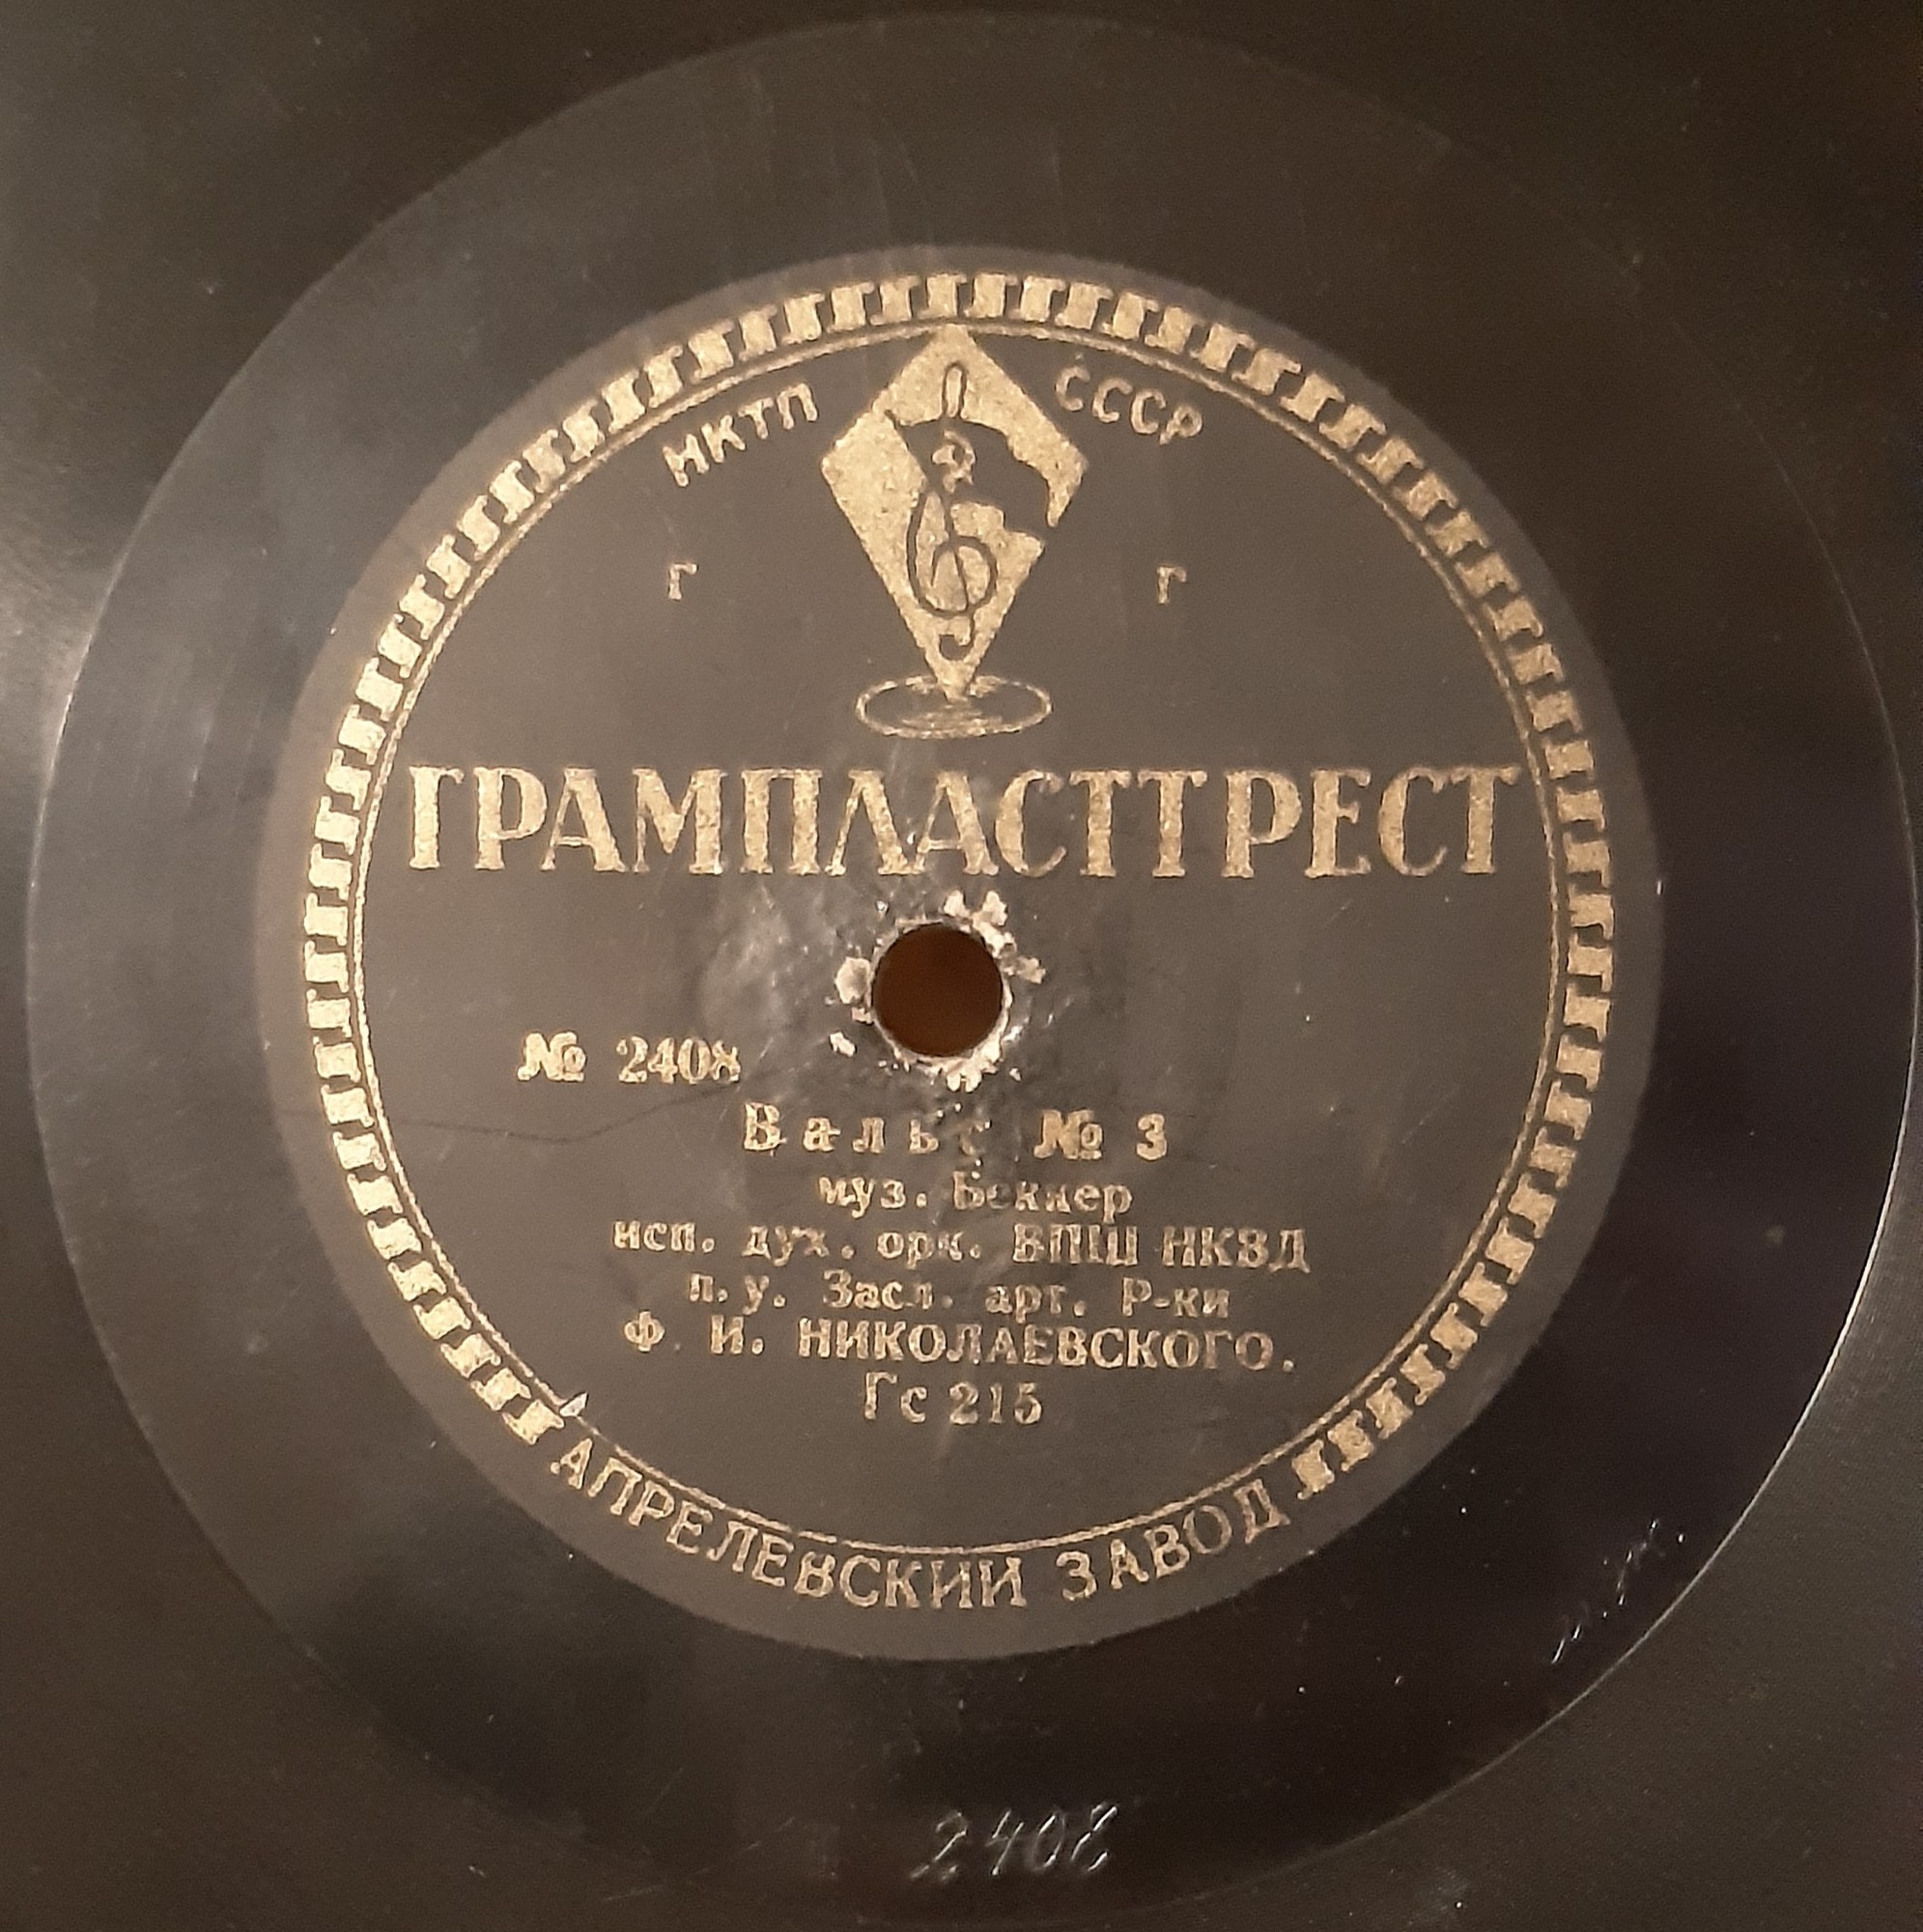 НКТП СССР
Г Г
ГРАМПЛАСТТРЕСТ
№ 2408
Вальс № 3
муз. Беккер
исп. дух. орк. ВПШ НКВД
п. у. Засл. арт. Р-ки
Ф. И. НИКОЛАЕВСКОГО.
Гс 215
АПРЕЛЕВСКИЙ ЗАВОД
2408